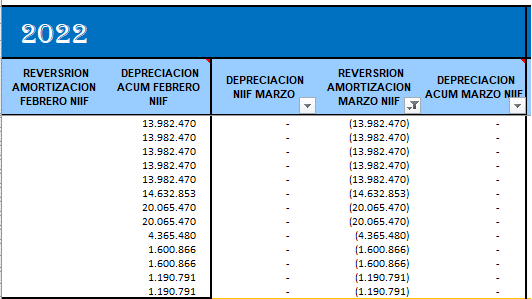 2022
REVERSRION AMORTIZACION FEBRERO NIIF	DEPRECIACION ACUM FEBRERO NIIF	DEPRECIACION NIIF MARZO	REVERSRION AMORTIZACION MARZO NIIF	DEPRECIACION ACUM MARZO NIIF
13.982.470	-	(13.982.470)	-
13.982.470	-	(13.982.470)	-
13.982.470	-	(13.982.470)	-
13.982.470	-	(13.982.470)	-
13.982.470	-	(13.982.470)	-
14.632.853	-	(14.632.853)	-
20.065.470	-	(20.065.470)	-
20.065.470	-	(20.065.470)	-
4.365.480	-	(4.365.480)	-
1.600.866	-	(1.600.866)	-
1.600.866	-	(1.600.866)	-
1.190.791	-	(1.190.791)	-
1.190.791	-	(1.190.791)	-